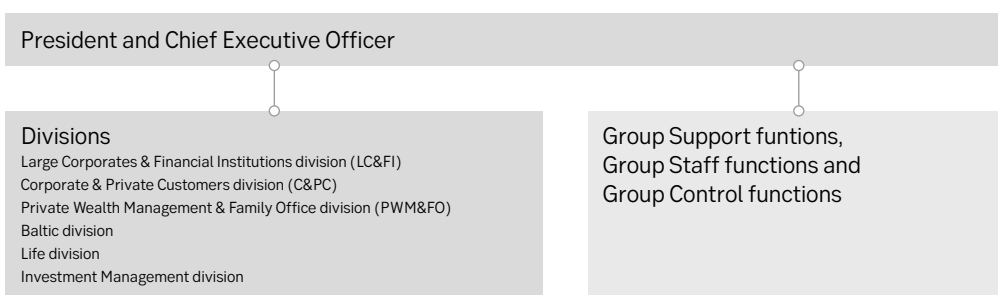 President and Chief Executive Officer
Divisions
Large Corporates & Financial Institutions division (LC&FI)
Corporate & Private Customers division (C&PC)
Private Wealth Management & Family Office division (PWM&FO)
Baltic division
Life division
Investment Management division
Group Support funtions,
Group Staff functions and
Group Control functions